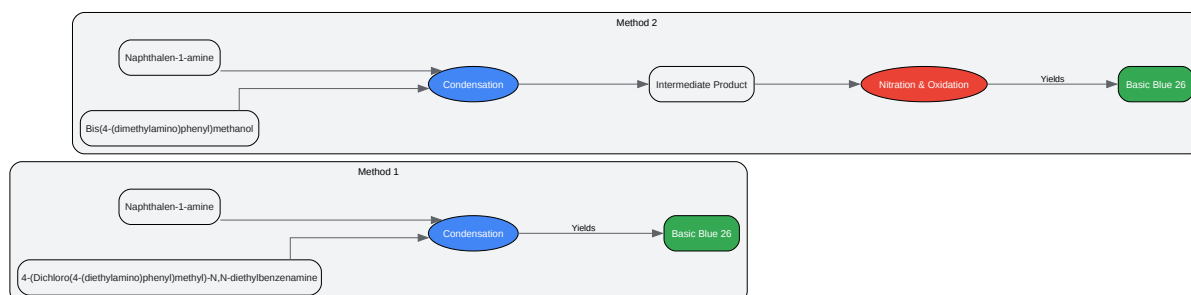 Method 2
Naphthalen-1-amine
Bis(4-(dimethylamino)phenyl)methanol
Condensation
Intermediate Product
Nitration & Oxidation
Yields
Basic Blue 26
Method 1
Naphthalen-1-amine
4-(Dichloro(4-(diethylamino)phenyl)methyl)-N,N-diethylbenzenamine
Condensation
Yields
Basic Blue 26